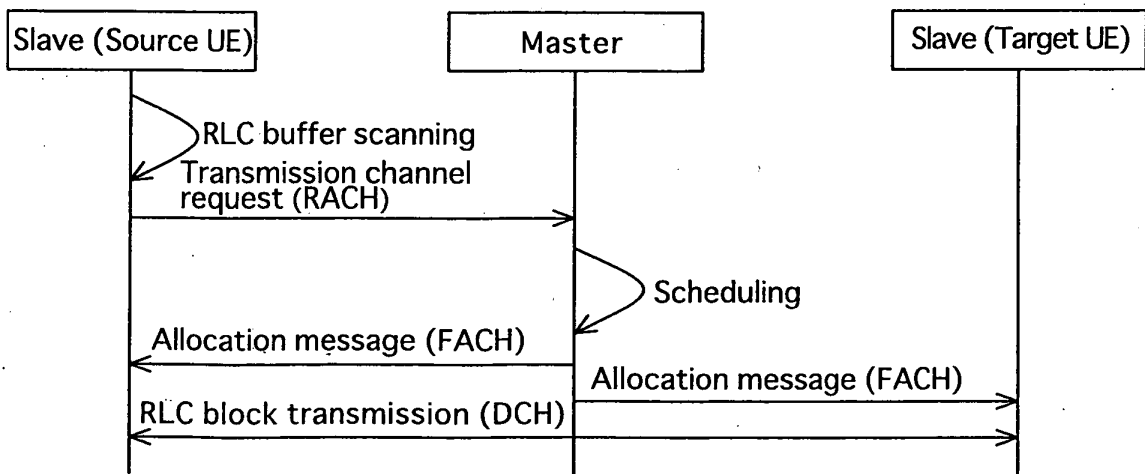 Slave (Source UE)
Master
Slave (Target UE)
RLC buffer scanning
Transmission channel
request (RACH)
Scheduling
Allocation message (FACH)
Allocation message (FACH)
RLC block transmission (DCH)